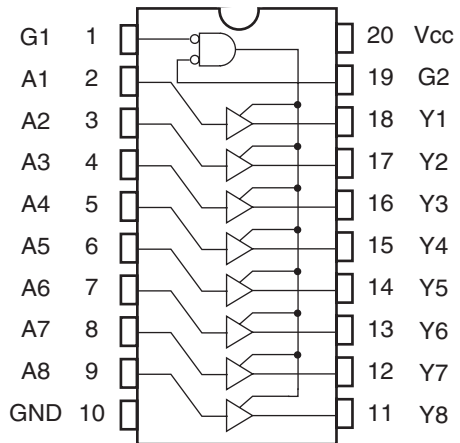 G1 1 20 Vcc
A1 2 19 G2
A2 3 18 Y1
A3 4 17 Y2
A4 5 16 Y3
A5 6 15 Y4
A6 7 14 Y5
A7 8 13 Y6
A8 9 12 Y7
GND 10 11 Y8